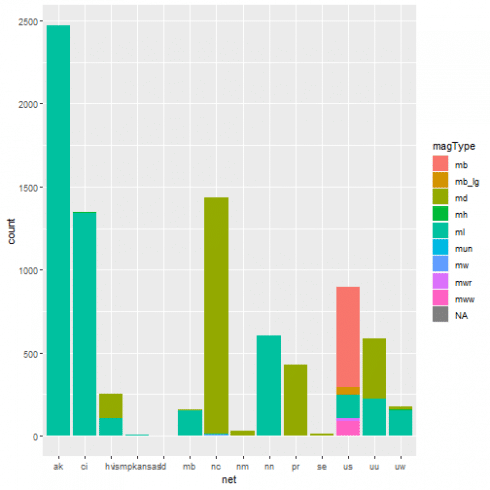 2500
2000
1500
1000
500
0
count
ak ci hv ismpkansasld mb nc nm nn pr se us uu uw
net
magType
mb
mb_lg
md
mh
ml
mun
mw
mwr
mww
NA